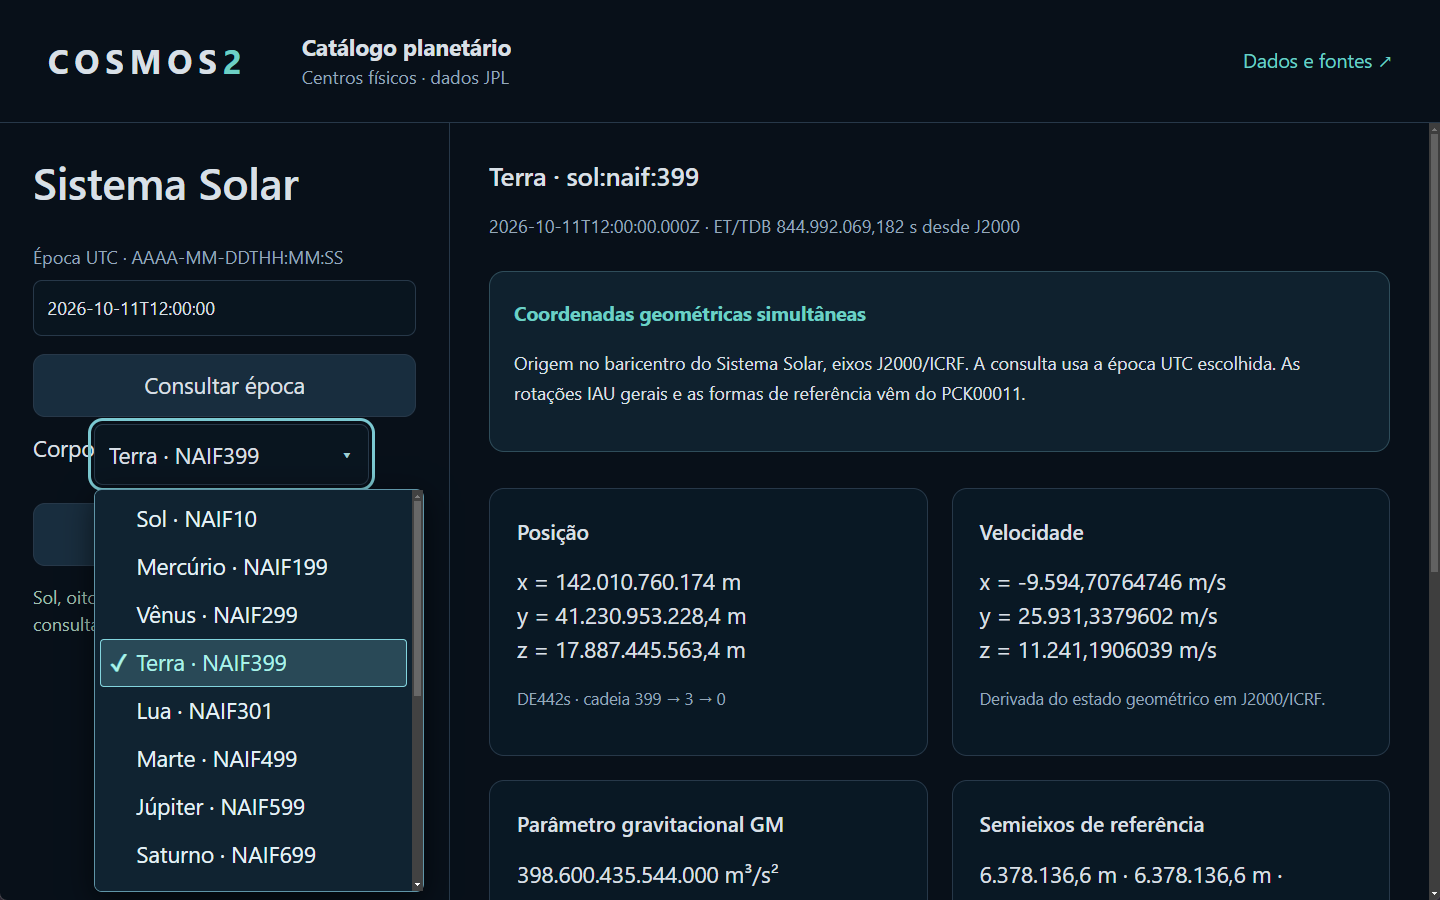 COSMOS2
Catálogo planetário
Centros físicos · dados JPL
Dados e fontes ↗
Sistema Solar
Época UTC · AAAA-MM-DDTHH:MM:SS
2026-10-11T12:00:00
Consultar época
Corpo
Terra · NAIF399
Sol · NAIF10
Mercúrio · NAIF199
Vênus · NAIF299
✓ Terra · NAIF399
Lua · NAIF301
Marte · NAIF499
Júpiter · NAIF599
Saturno · NAIF699
Sol,
Terra · sol:naif:399
2026-10-11T12:00:00.000Z · ET/TDB 844.992.069,182 s desde J2000
Coordenadas geométricas simultâneas
Origem no baricentro do Sistema Solar, eixos J2000/ICRF. A consulta usa a época UTC escolhida. As
rotações IAU gerais e as formas de referência vêm do PCK00011.
Posição
x = 142.010.760.174 m
y = 41.230.953.228,4 m
z = 17.887.445.563,4 m
DE442s · cadeia 399 → 3 → 0
Velocidade
x = -9.594,70764746 m/s
y = 25.931,3379602 m/s
z = 11.241,1906039 m/s
Derivada do estado geométrico em J2000/ICRF.
Parâmetro gravitacional GM
398.600.435.544.000 m³/s²
Semieixos de referência
6.378.136,6 m · 6.378.136,6 m ·